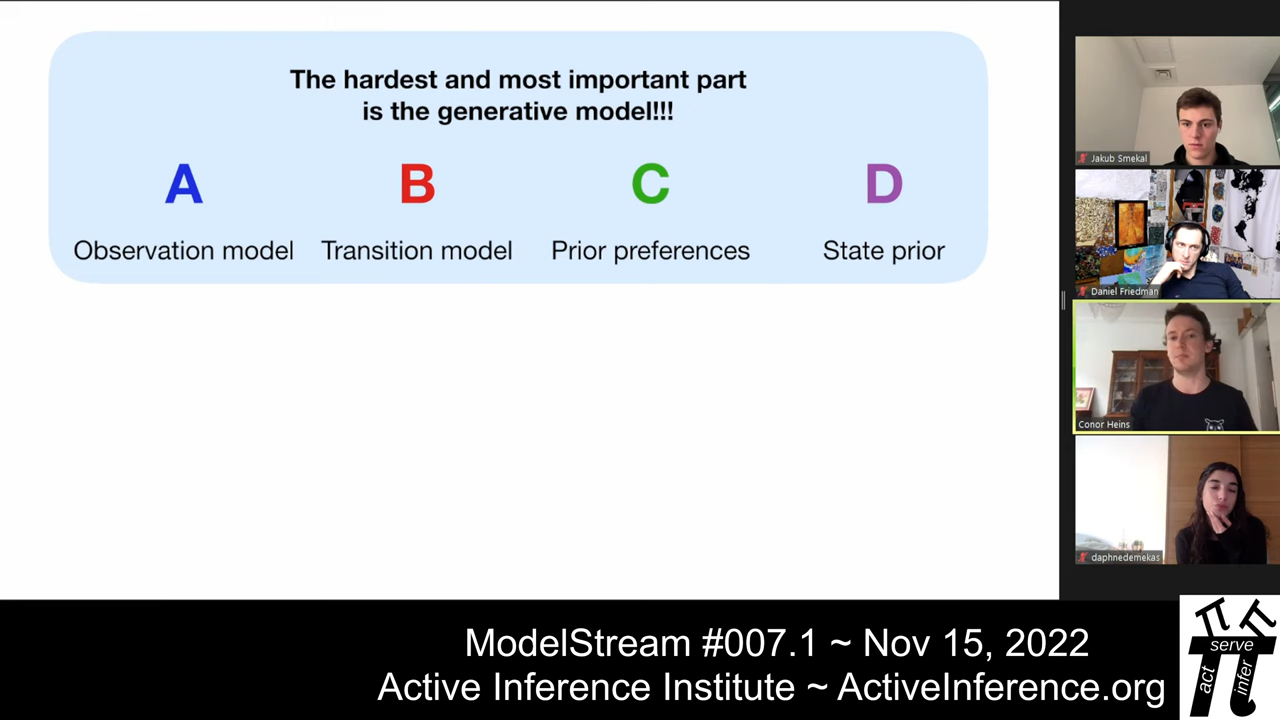 The hardest and most important part
is the generative model!!!
A B C D
Observation model Transition model Prior preferences State prior
Jakub Smekal
Daniel Friedman
Conor Heins
daphnedemekas
ModelStream #007.1 ~ Nov 15, 2022
Active Inference Institute ~ ActiveInference.org
serve
act
infer